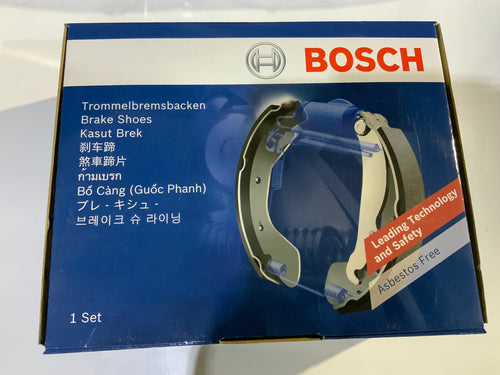 BOSCH
Trommelbremsbacken
Brake Shoes
Kasut Brek
刹车蹄
煞車蹄片
ก้ามเบรก
Bố Càng (Guốc Phanh)
ブレ - キシュ -
브레이크 슈 라이닝
Leading Technology
and Safety
Asbestos Free
1 Set